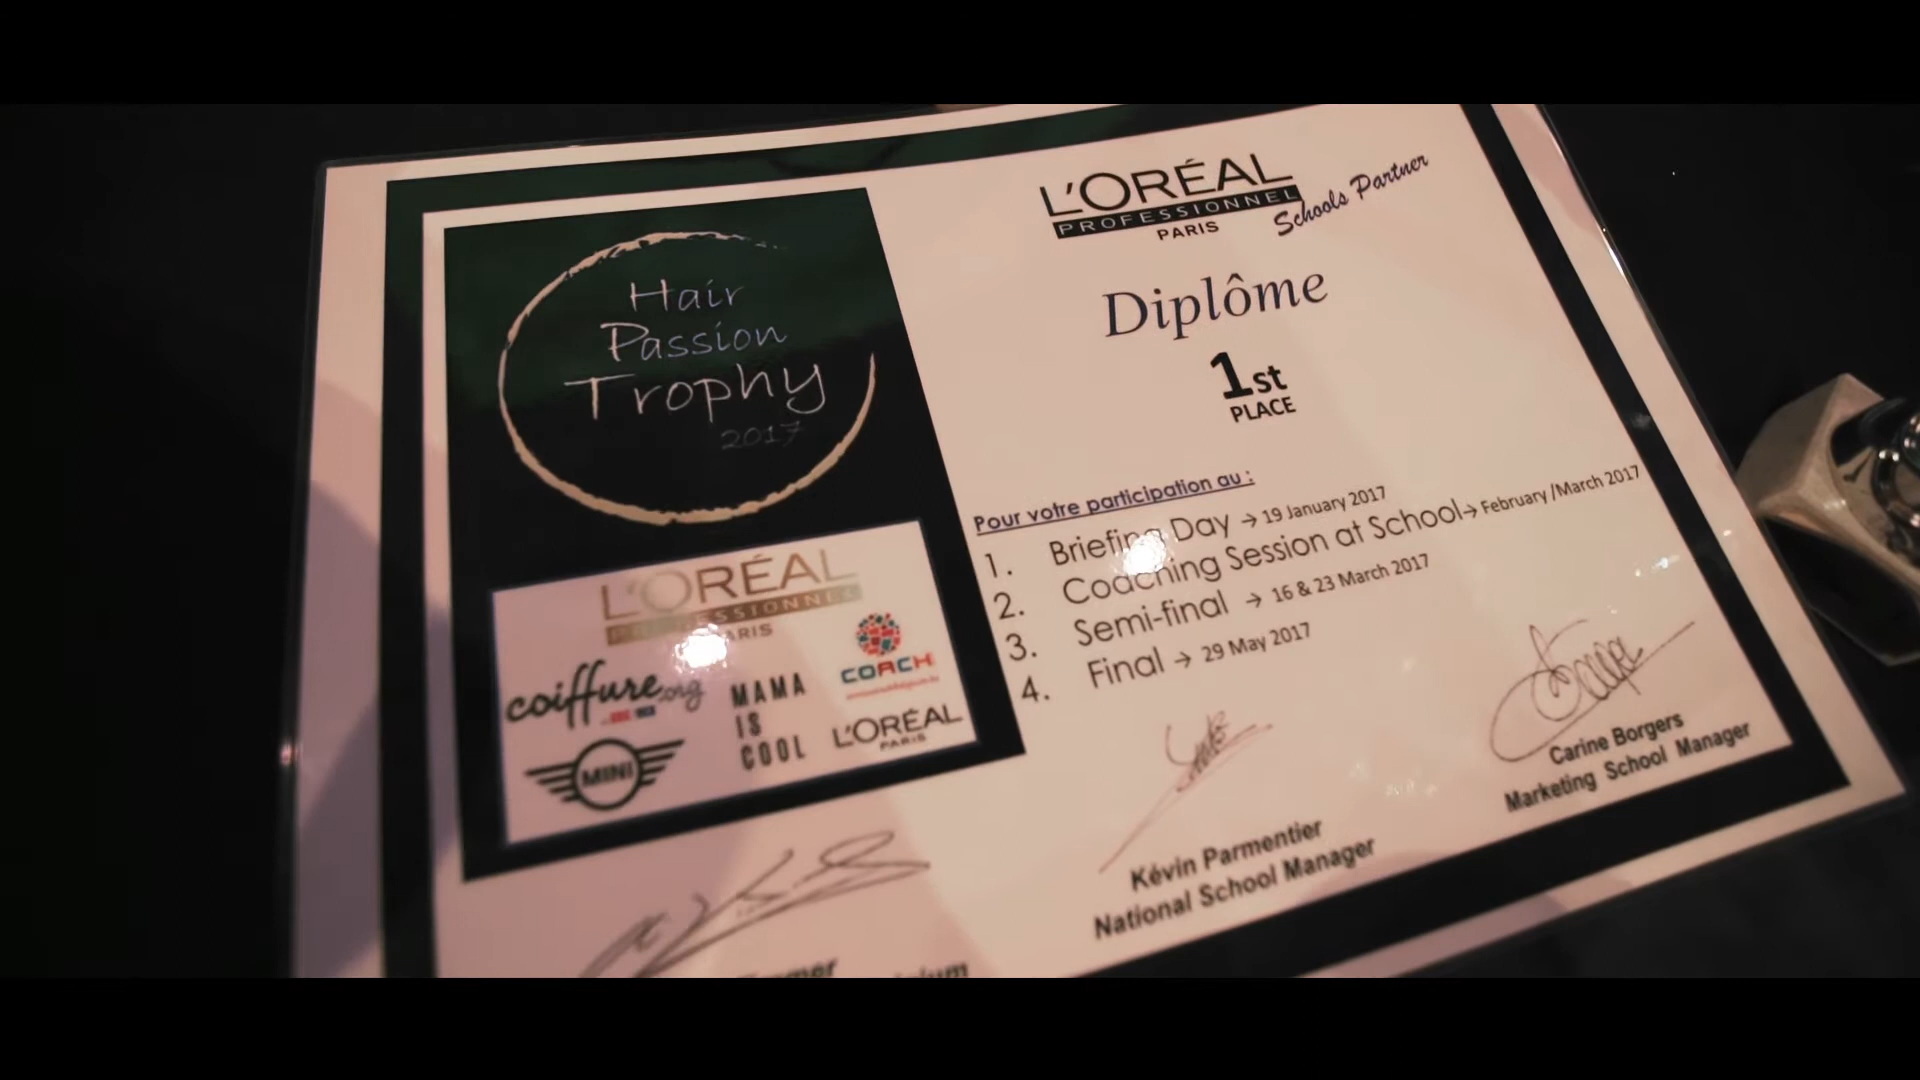 Hair
Passion
Trophy
2017
L'ORÉAL
PROFESSIONNEL
PARIS
coiffure.org
MAMA
IS
COOL
COACH
MINI
L'ORÉAL
PARIS
L'ORÉAL
PROFESSIONNEL
PARIS
Schools Partner
Diplôme
1st
PLACE
Pour votre participation au :
1. Briefing Day → 19 January 2017
2. Coaching Session at School → February /March 2017
3. Semi-final → 16 & 23 March 2017
4. Final → 29 May 2017
Kévin Parmentier
National School Manager
Carine Borgers
Marketing School Manager